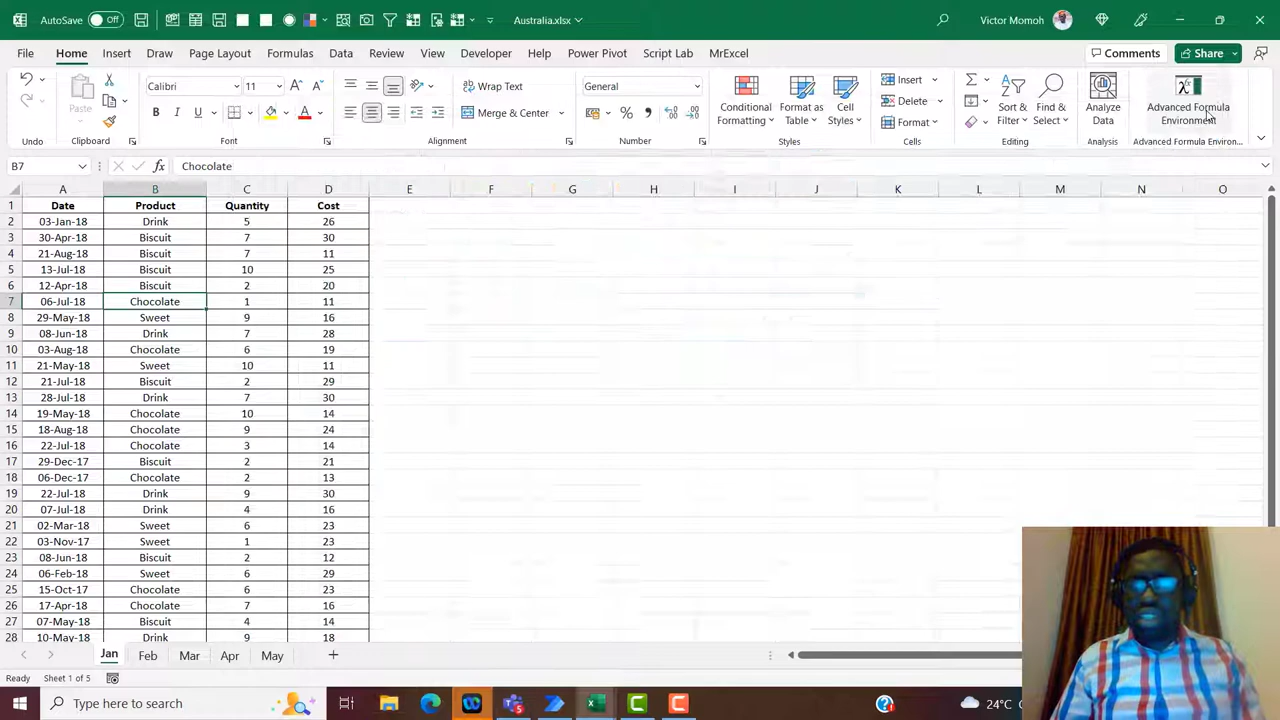 AutoSave Off Australia.xlsx Victor Momoh
File Home Insert Draw Page Layout Formulas Data Review View Developer Help Power Pivot Script Lab MrExcel Comments Share
Paste Calibri 11 Wrap Text General Conditional Formatting Format as Table Cell Styles Insert Sort & Filter Find & Select Analyze Data Advanced Formula Environment
Merge & Center Delete
Format
Undo Clipboard Font Alignment Number Styles Cells Editing Analysis Advanced Formula Environ...
B7 fx Chocolate
A B C D E F G H I J K L M N O
1 Date Product Quantity Cost
2 03-Jan-18 Drink 5 26
3 30-Apr-18 Biscuit 7 30
4 21-Aug-18 Biscuit 7 11
5 13-Jul-18 Biscuit 10 25
6 12-Apr-18 Biscuit 2 20
7 06-Jul-18 Chocolate 1 11
8 29-May-18 Sweet 9 16
9 08-Jun-18 Drink 7 28
10 03-Aug-18 Chocolate 6 19
11 21-May-18 Sweet 10 11
12 21-Jul-18 Biscuit 2 29
13 28-Jul-18 Drink 7 30
14 19-May-18 Chocolate 10 14
15 18-Aug-18 Chocolate 9 24
16 22-Jul-18 Chocolate 3 14
17 29-Dec-17 Biscuit 2 21
18 06-Dec-17 Chocolate 2 13
19 22-Jul-18 Drink 9 30
20 07-Jul-18 Drink 4 16
21 02-Mar-18 Sweet 6 23
22 03-Nov-17 Sweet 1 23
23 08-Jun-18 Biscuit 2 12
24 06-Feb-18 Sweet 6 29
25 15-Oct-17 Chocolate 6 23
26 17-Apr-18 Chocolate 7 16
27 07-May-18 Biscuit 4 14
28 10-May-18 Drink 9 18
Jan Feb Mar Apr May
Ready Sheet 1 of 5
Type here to search 24°C